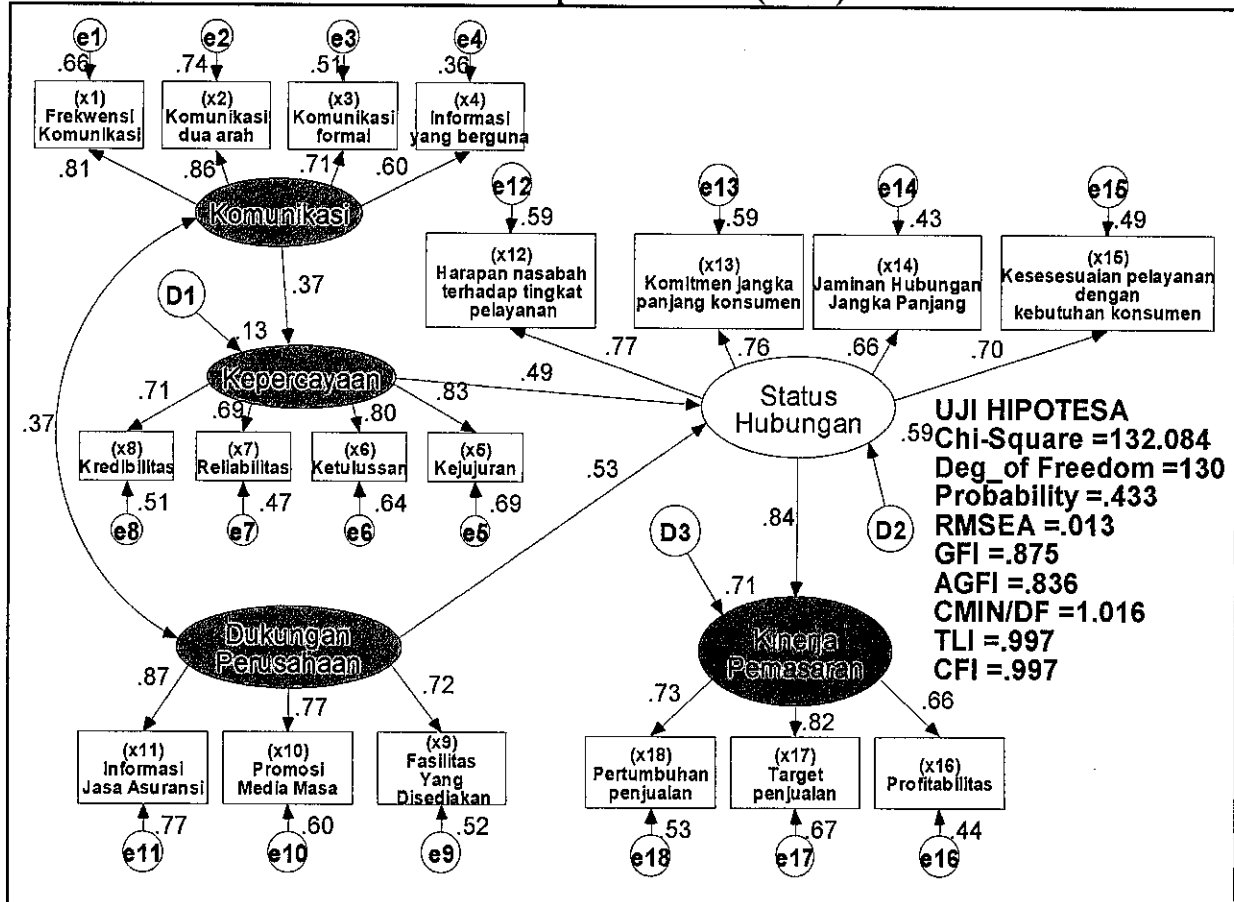 e1
e2
e3
e4
.66
.74
.51
.36
(x1)
Frekwensi
Komunikasi
(x2)
Komunikasi
dua arah
(x3)
Komunikasi
formal
(x4)
Informasi
yang berguna
.81
.86
.71
.60
Komunikasi
e12
e13
e14
e15
.59
.59
.43
.49
(x12)
Harapan nasabah
terhadap tingkat
pelayanan
(x13)
Komitmen jangka
panjang konsumen
(x14)
Jaminan Hubungan
Jangka Panjang
(x15)
Kesesesuaian pelayanan
dengan
kebutuhan konsumen
.37
D1
.13
Kepercayaan
.77
.76
.66
.70
.49
Status
Hubungan
.59
.71
.69
.80
.83
(x8)
Kredibilitas
(x7)
Reliabilitas
(x6)
Ketulussan
(x5)
Kejujuran
.51
.47
.64
.69
e8
e7
e6
e5
.37
.53
.84
D3
D2
.71
UJI HIPOTESA
Chi-Square =132.084
Deg_of Freedom =130
Probability =.433
RMSEA =.013
GFI =.875
AGFI =.836
CMIN/DF =1.016
TLI =.997
CFI =.997
Dukungan
Perusahaan
Kinerja
Pemasaran
.87
.77
.72
.73
.82
.66
(x11)
Informasi
Jasa Asuransi
(x10)
Promosi
Media Masa
(x9)
Fasilitas
Yang
Disediakan
(x18)
Pertumbuhan
penjualan
(x17)
Target
penjualan
(x16)
Profitabilitas
.77
.60
.52
.53
.67
.44
e11
e10
e9
e18
e17
e16